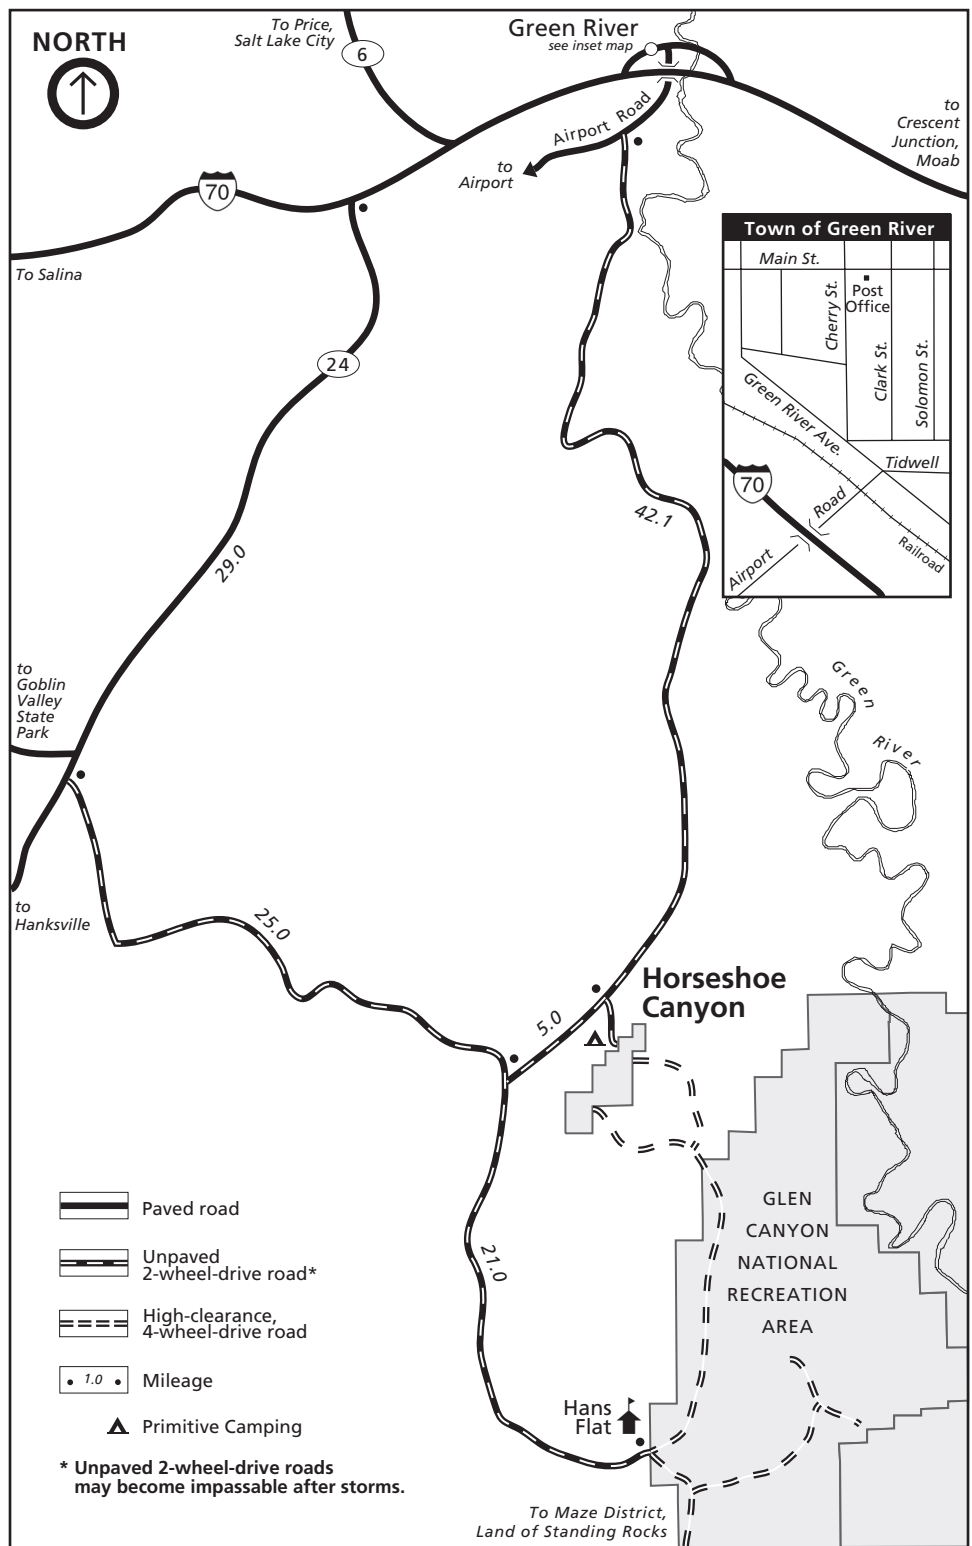 NORTH
To Price,
Salt Lake City
6
Green River
see inset map
to
Crescent
Junction,
Moab
Airport Road
to
Airport
70
To Salina
24
Town of Green River
Main St.
Cherry St.
Post
Office
Clark St.
Solomon St.
Green River Ave.
Tidwell
70
Road
Airport
Railroad
42.1
29.0
to
Goblin
Valley
State
Park
Green
River
to
Hanksville
25.0
Horseshoe
Canyon
5.0
21.0
GLEN
CANYON
NATIONAL
RECREATION
AREA
Hans
Flat
To Maze District,
Land of Standing Rocks
Paved road
Unpaved
2-wheel-drive road*
High-clearance,
4-wheel-drive road
1.0
Mileage
Primitive Camping
* Unpaved 2-wheel-drive roads
may become impassable after storms.